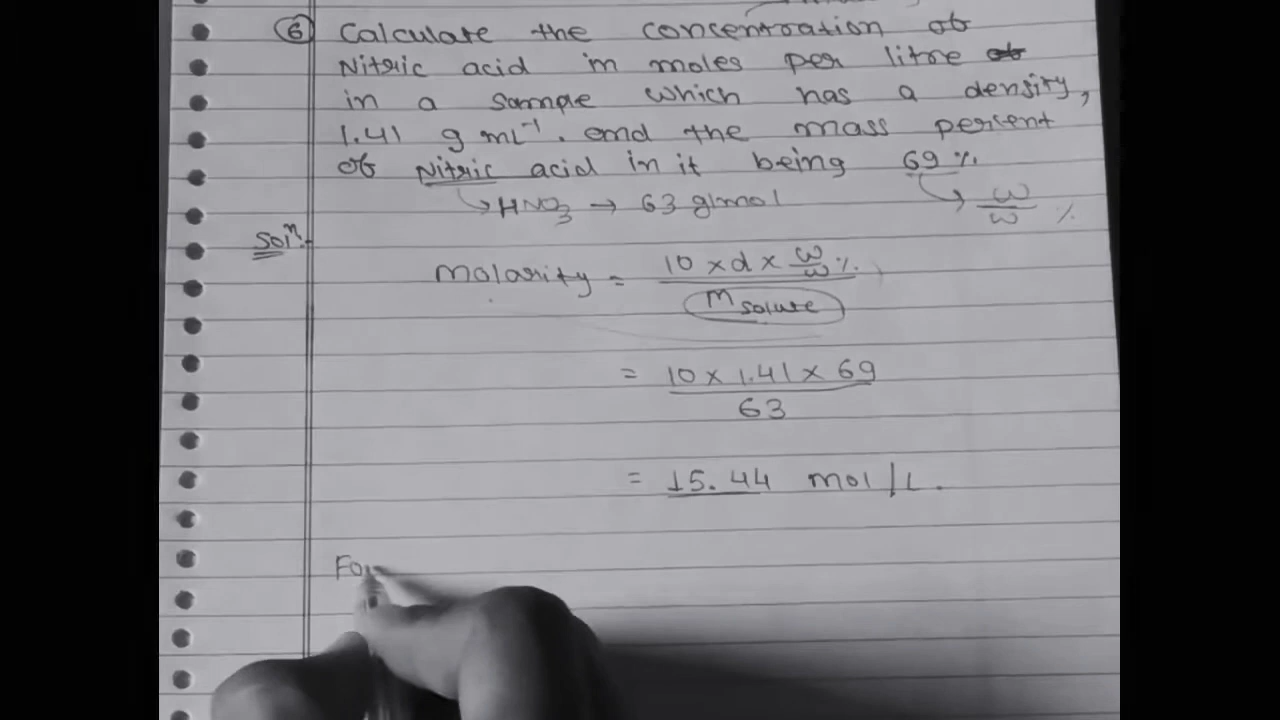 6 Calculate the concentration of
Nitric acid in moles per litre of
in a sample which has a density,
1.41 g mL⁻¹. and the mass percent
of Nitric acid in it being 69 %.
↳ HNO₃ → 63 g/mol ↳ w/w %
Solⁿ.
Molarity = 10 × d × w/w %. / M solute
= 10 × 1.41 × 69 / 63
= 15.44 mol/L.
For